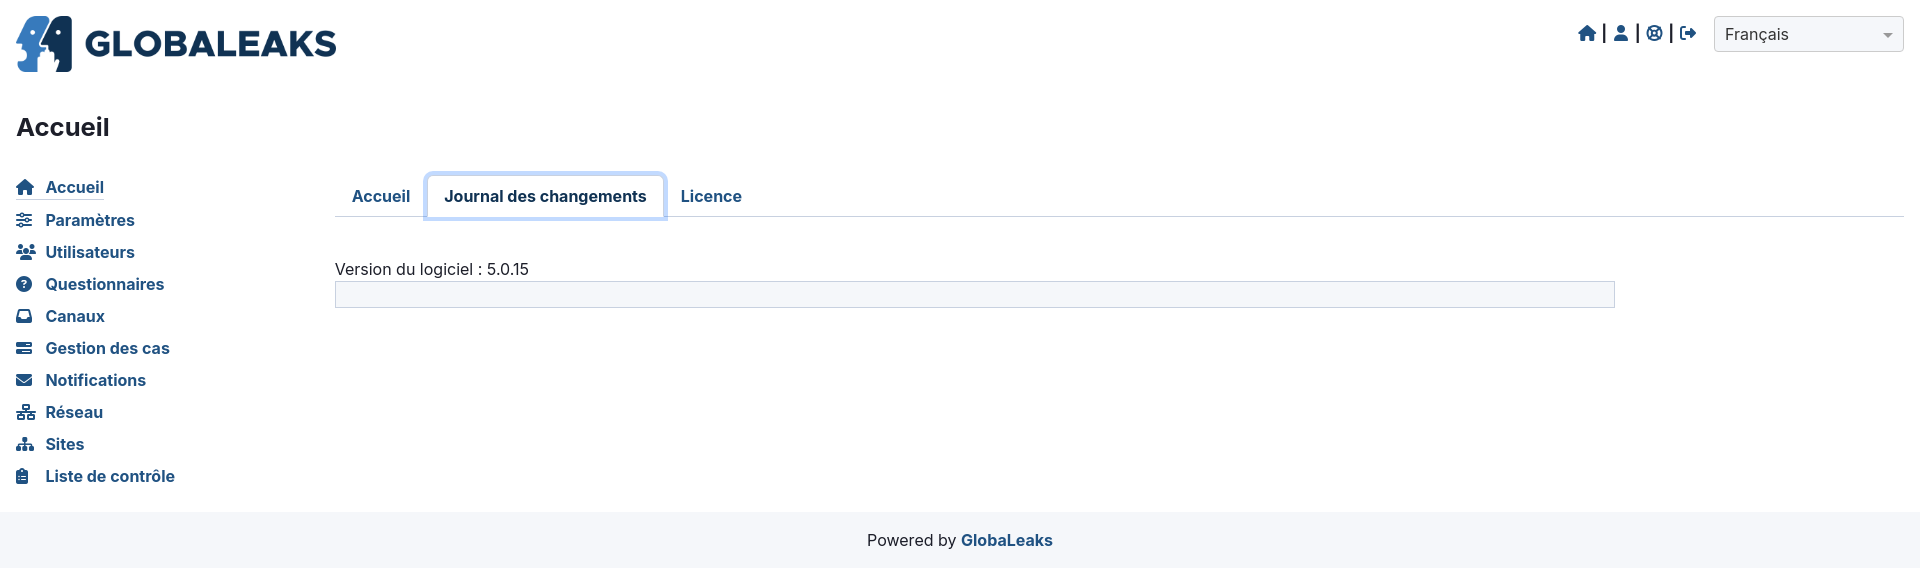 GLOBALEAKS
Français
Accueil
Accueil
Paramètres
Utilisateurs
Questionnaires
Canaux
Gestion des cas
Notifications
Réseau
Sites
Liste de contrôle
Accueil Journal des changements Licence
Version du logiciel : 5.0.15
Powered by GlobaLeaks